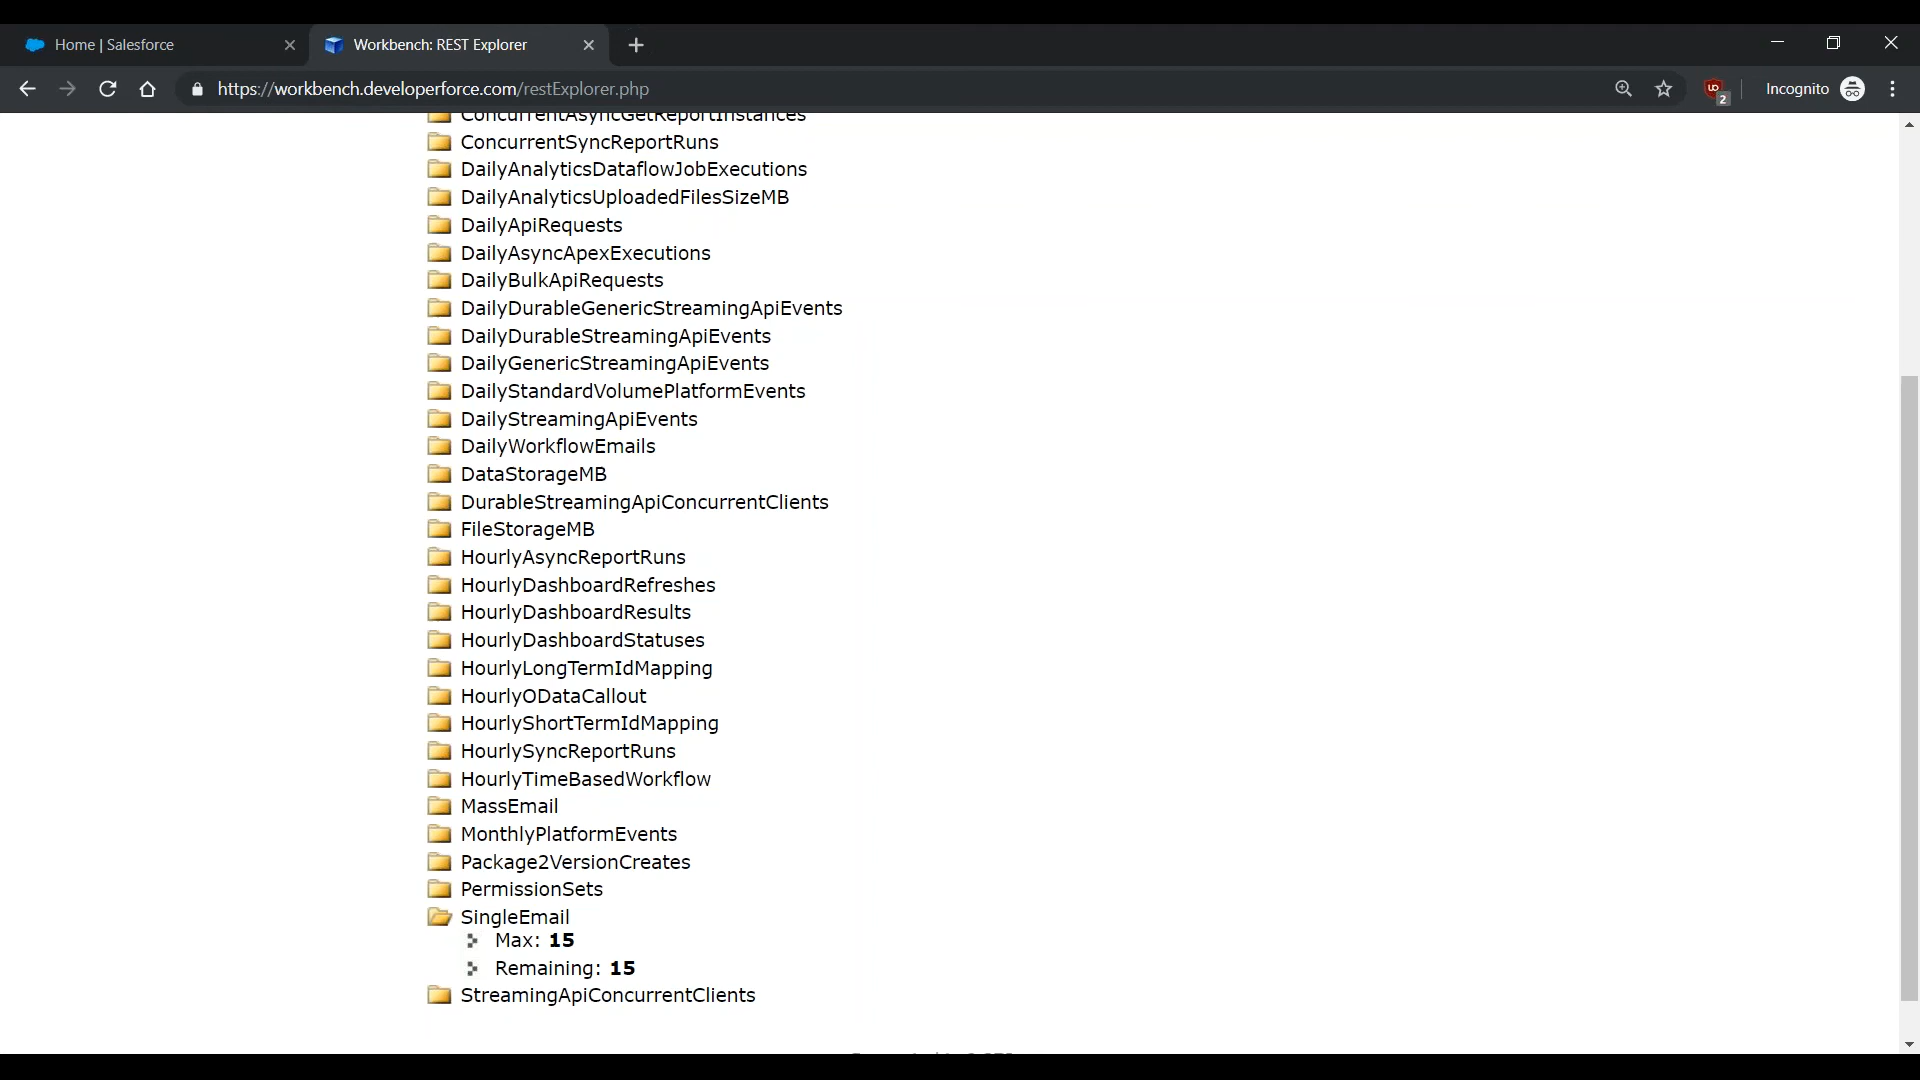 Home | Salesforce
Workbench: REST Explorer
https://workbench.developerforce.com/restExplorer.php
2
Incognito
ConcurrentAsyncGetReportInstances
ConcurrentSyncReportRuns
DailyAnalyticsDataflowJobExecutions
DailyAnalyticsUploadedFilesSizeMB
DailyApiRequests
DailyAsyncApexExecutions
DailyBulkApiRequests
DailyDurableGenericStreamingApiEvents
DailyDurableStreamingApiEvents
DailyGenericStreamingApiEvents
DailyStandardVolumePlatformEvents
DailyStreamingApiEvents
DailyWorkflowEmails
DataStorageMB
DurableStreamingApiConcurrentClients
FileStorageMB
HourlyAsyncReportRuns
HourlyDashboardRefreshes
HourlyDashboardResults
HourlyDashboardStatuses
HourlyLongTermIdMapping
HourlyODataCallout
HourlyShortTermIdMapping
HourlySyncReportRuns
HourlyTimeBasedWorkflow
MassEmail
MonthlyPlatformEvents
Package2VersionCreates
PermissionSets
SingleEmail
Max: 15
Remaining: 15
StreamingApiConcurrentClients